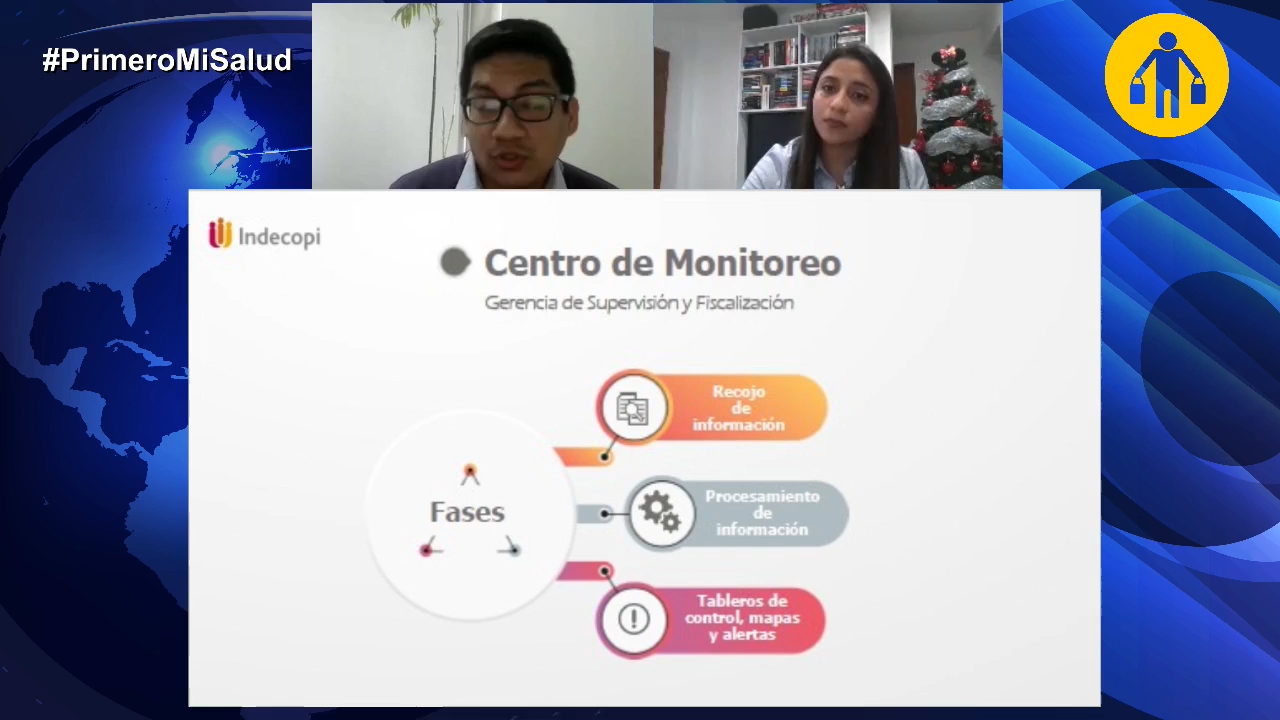 #PrimeroMiSalud
Indecopi
Centro de Monitoreo
Gerencia de Supervisión y Fiscalización
Fases
Recojo
de
información
Procesamiento
de
información
Tableros de
control, mapas
y alertas